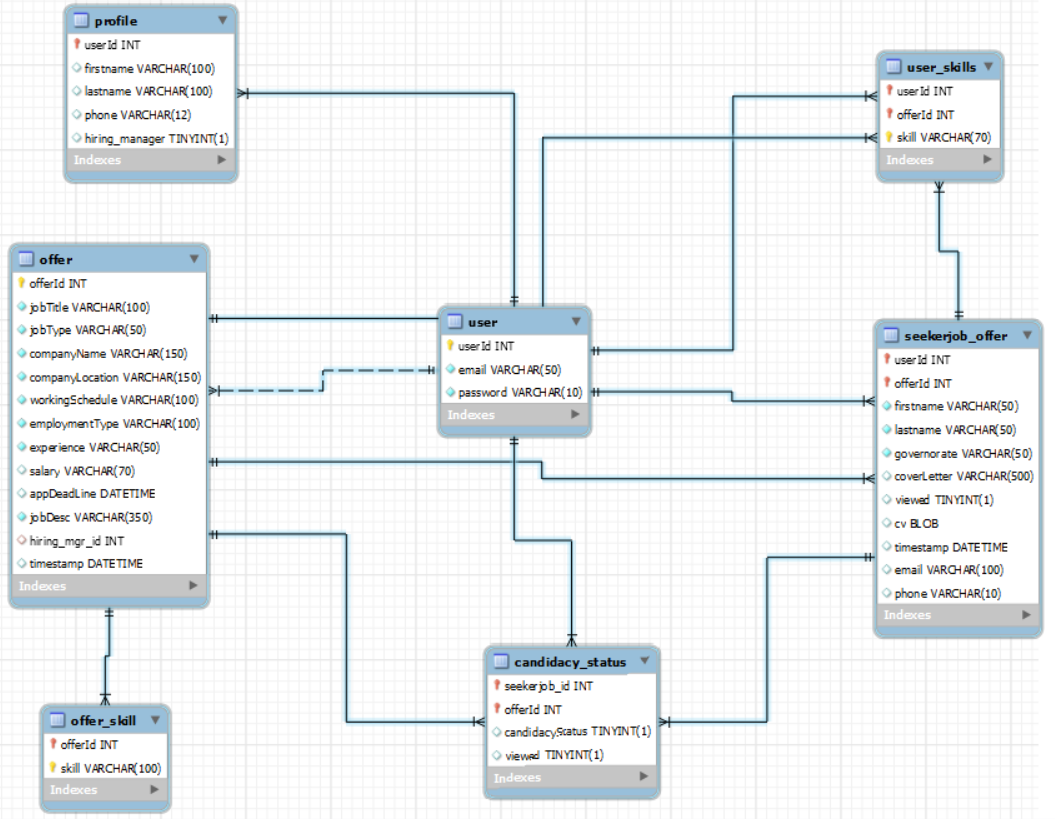 profile
userId INT
firstname VARCHAR(100)
lastname VARCHAR(100)
phone VARCHAR(12)
hiring_manager TINYINT(1)
Indexes
user_skills
userId INT
offerId INT
skill VARCHAR(70)
Indexes
offer
offerId INT
jobTitle VARCHAR(100)
jobType VARCHAR(50)
companyName VARCHAR(150)
companyLocation VARCHAR(150)
workingSchedule VARCHAR(100)
employmentType VARCHAR(100)
experience VARCHAR(50)
salary VARCHAR(70)
appDeadLine DATETIME
jobDesc VARCHAR(350)
hiring_mgr_id INT
timestamp DATETIME
Indexes
user
userId INT
email VARCHAR(50)
password VARCHAR(10)
Indexes
seekerjob_offer
userId INT
offerId INT
firstname VARCHAR(50)
lastname VARCHAR(50)
governorate VARCHAR(50)
coverLetter VARCHAR(500)
viewed TINYINT(1)
cv BLOB
timestamp DATETIME
email VARCHAR(100)
phone VARCHAR(10)
Indexes
candidacy_status
seekerjob_id INT
offerId INT
candidacyStatus TINYINT(1)
viewed TINYINT(1)
Indexes
offer_skill
offerId INT
skill VARCHAR(100)
Indexes